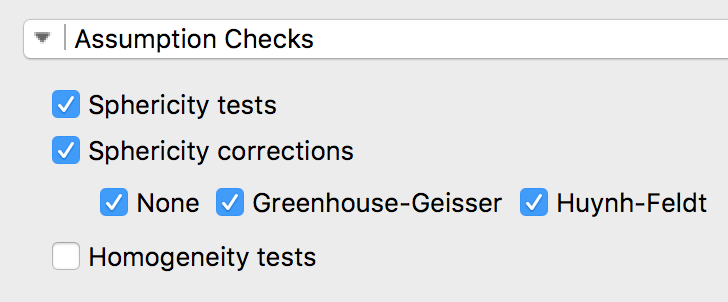 Assumption Checks
Sphericity tests
Sphericity corrections
None Greenhouse-Geisser Huynh-Feldt
Homogeneity tests